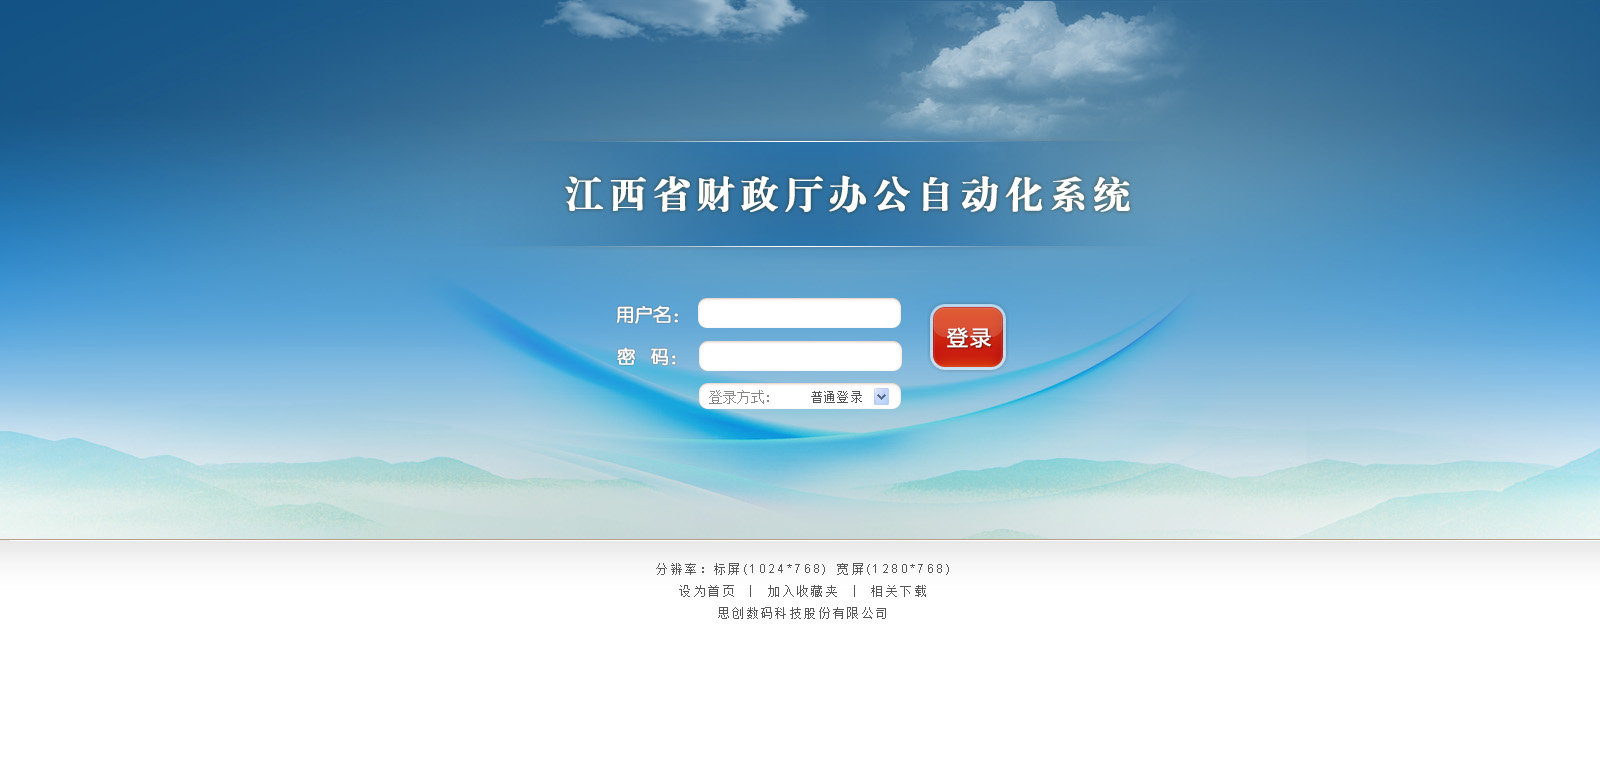 江西省财政厅办公自动化系统
用户名：
登录
密 码：
登录方式： 普通登录
分辨率：标屏(1024*768) 宽屏(1280*768)
设为首页 | 加入收藏夹 | 相关下载
思创数码科技股份有限公司